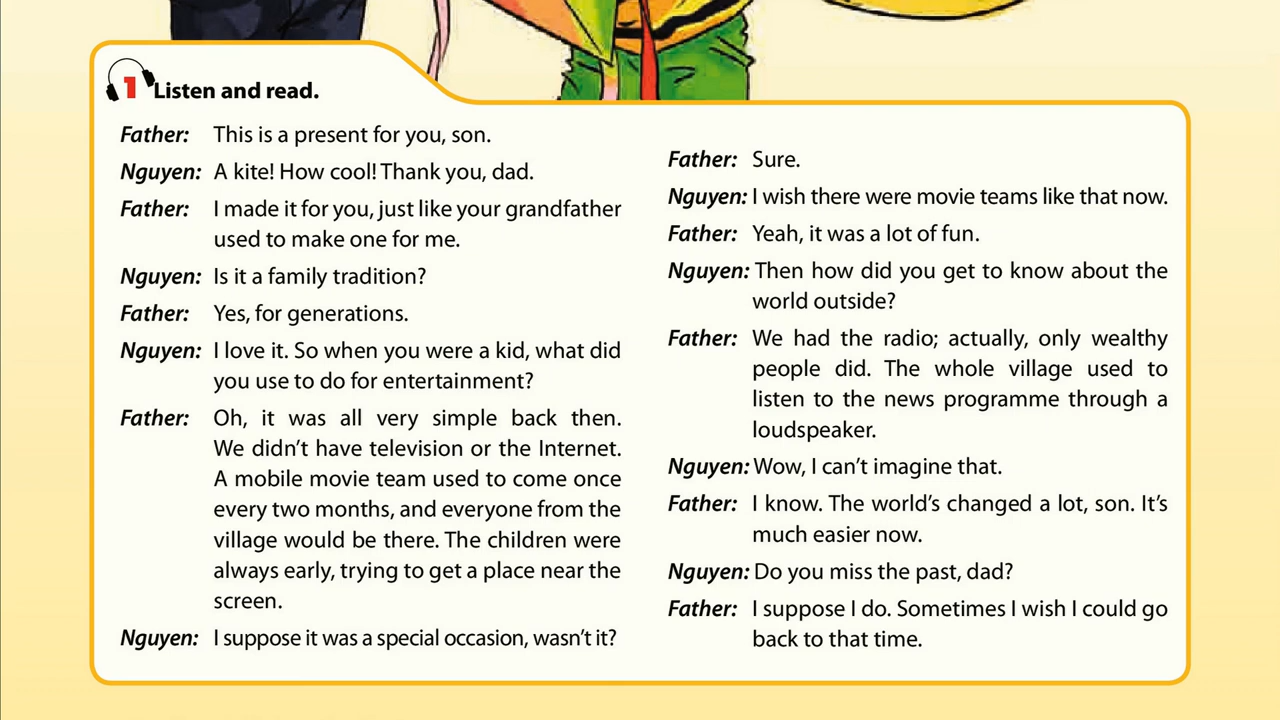 1 Listen and read.
Father: This is a present for you, son.
Nguyen: A kite! How cool! Thank you, dad.
Father: I made it for you, just like your grandfather
used to make one for me.
Nguyen: Is it a family tradition?
Father: Yes, for generations.
Nguyen: I love it. So when you were a kid, what did
you use to do for entertainment?
Father: Oh, it was all very simple back then.
We didn't have television or the Internet.
A mobile movie team used to come once
every two months, and everyone from the
village would be there. The children were
always early, trying to get a place near the
screen.
Nguyen: I suppose it was a special occasion, wasn't it?
Father: Sure.
Nguyen: I wish there were movie teams like that now.
Father: Yeah, it was a lot of fun.
Nguyen: Then how did you get to know about the
world outside?
Father: We had the radio; actually, only wealthy
people did. The whole village used to
listen to the news programme through a
loudspeaker.
Nguyen: Wow, I can't imagine that.
Father: I know. The world's changed a lot, son. It's
much easier now.
Nguyen: Do you miss the past, dad?
Father: I suppose I do. Sometimes I wish I could go
back to that time.